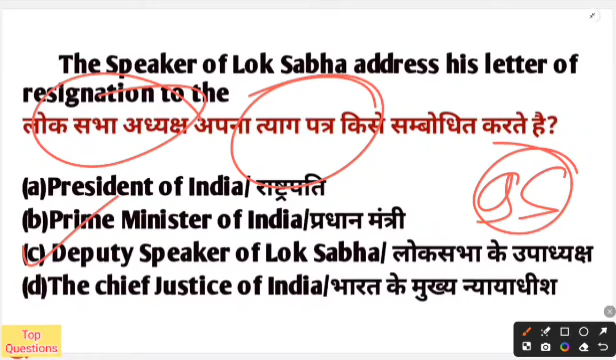 The Speaker of Lok Sabha address his letter of
resignation to the
लोक सभा अध्यक्ष अपना त्याग पत्र किसे सम्बोधित करते है?
(a)President of India/ राष्ट्रपति
(b)Prime Minister of India/प्रधान मंत्री
(c) Deputy Speaker of Lok Sabha/ लोकसभा के उपाध्यक्ष
(d)The chief Justice of India/भारत के मुख्य न्यायाधीश
Top
Questions